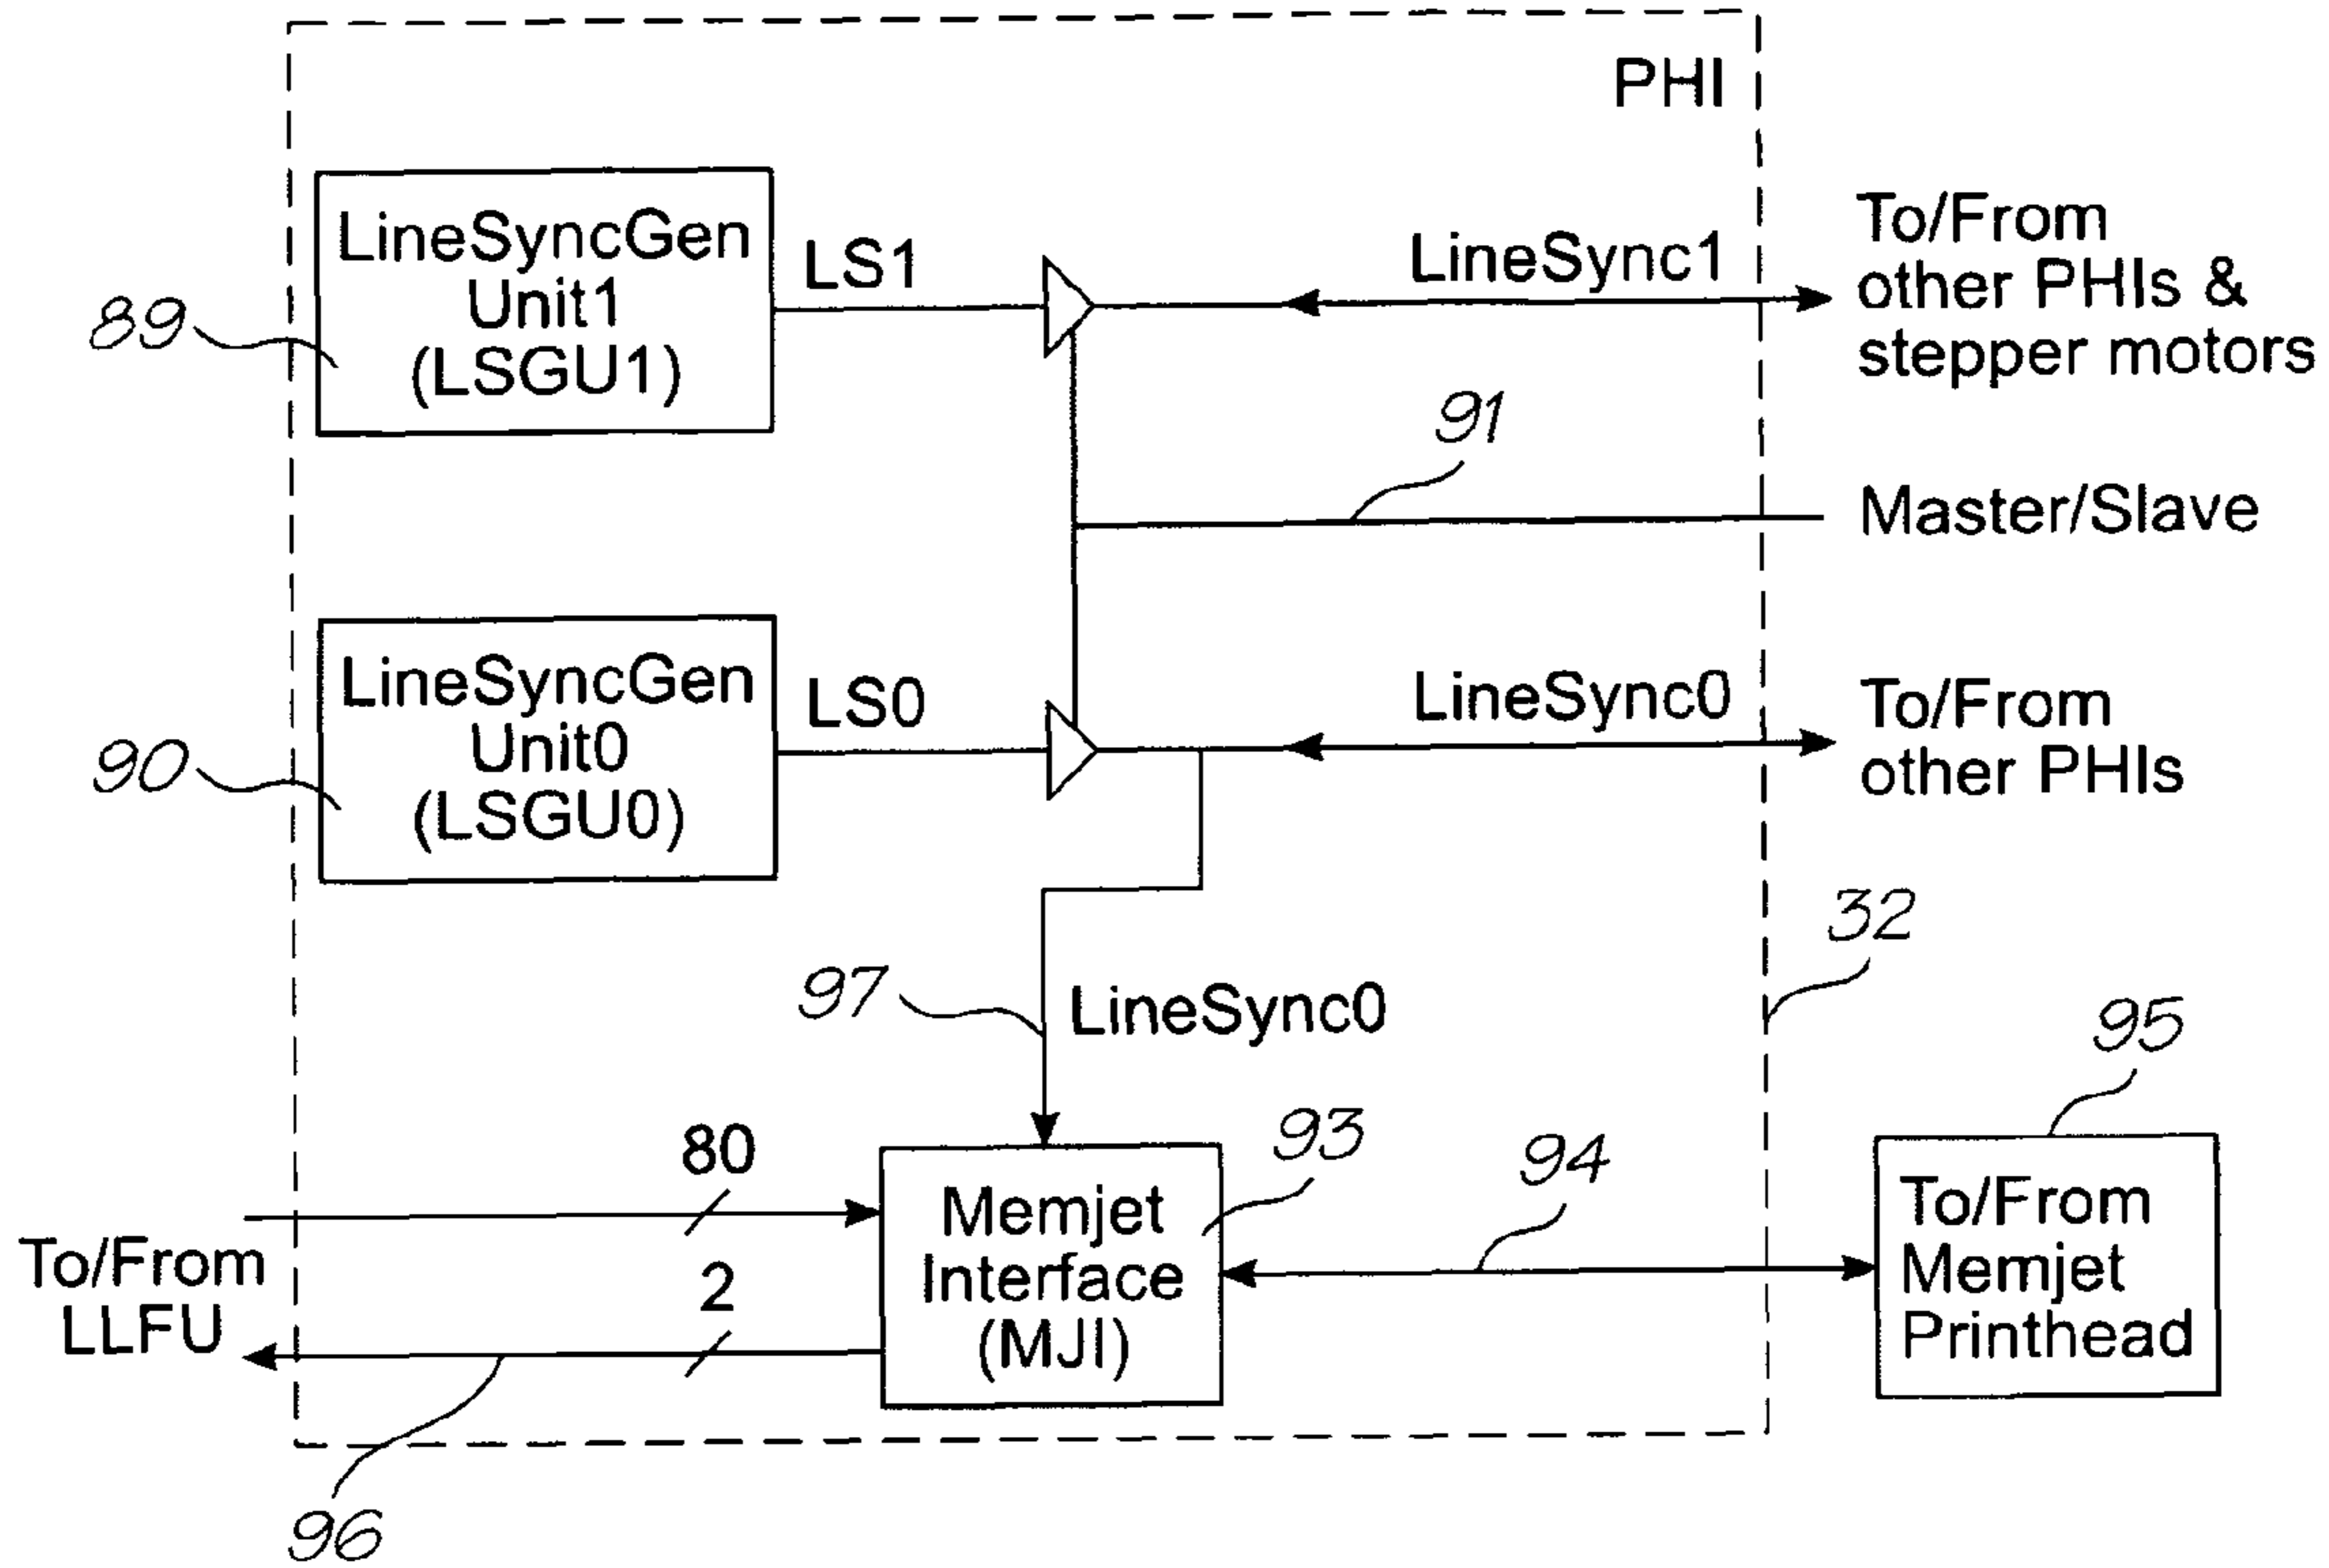 PHI
LineSyncGen
Unit1
(LSGU1)
89
LS1
LineSync1
To/From
other PHIs &
stepper motors
91
Master/Slave
LineSyncGen
Unit0
(LSGU0)
90
LS0
LineSync0
To/From
other PHIs
32
97
LineSync0
95
80
93
94
To/From
LLFU
2
Memjet
Interface
(MJI)
To/From
Memjet
Printhead
96